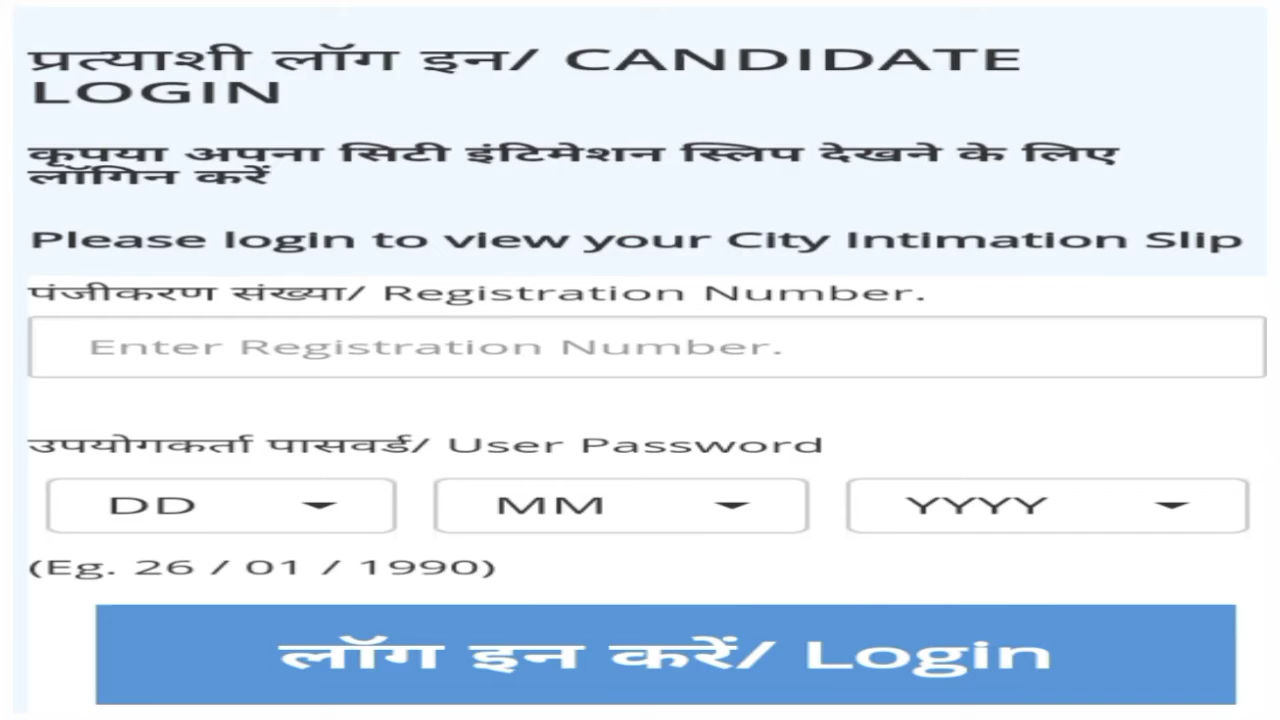 प्रत्याशी लॉग इन/ CANDIDATE
LOGIN
कृपया अपना सिटी इंटिमेशन स्लिप देखने के लिए
लॉगिन करें
Please login to view your City Intimation Slip
पंजीकरण संख्या/ Registration Number.
Enter Registration Number.
उपयोगकर्ता पासवर्ड/ User Password
DD MM YYYY
(Eg. 26 / 01 / 1990)
लॉग इन करें/ Login